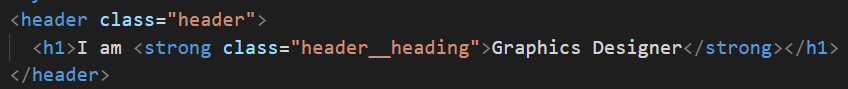 <header class="header">
<h1>I am <strong class="header__heading">Graphics Designer</strong></h1>
</header>